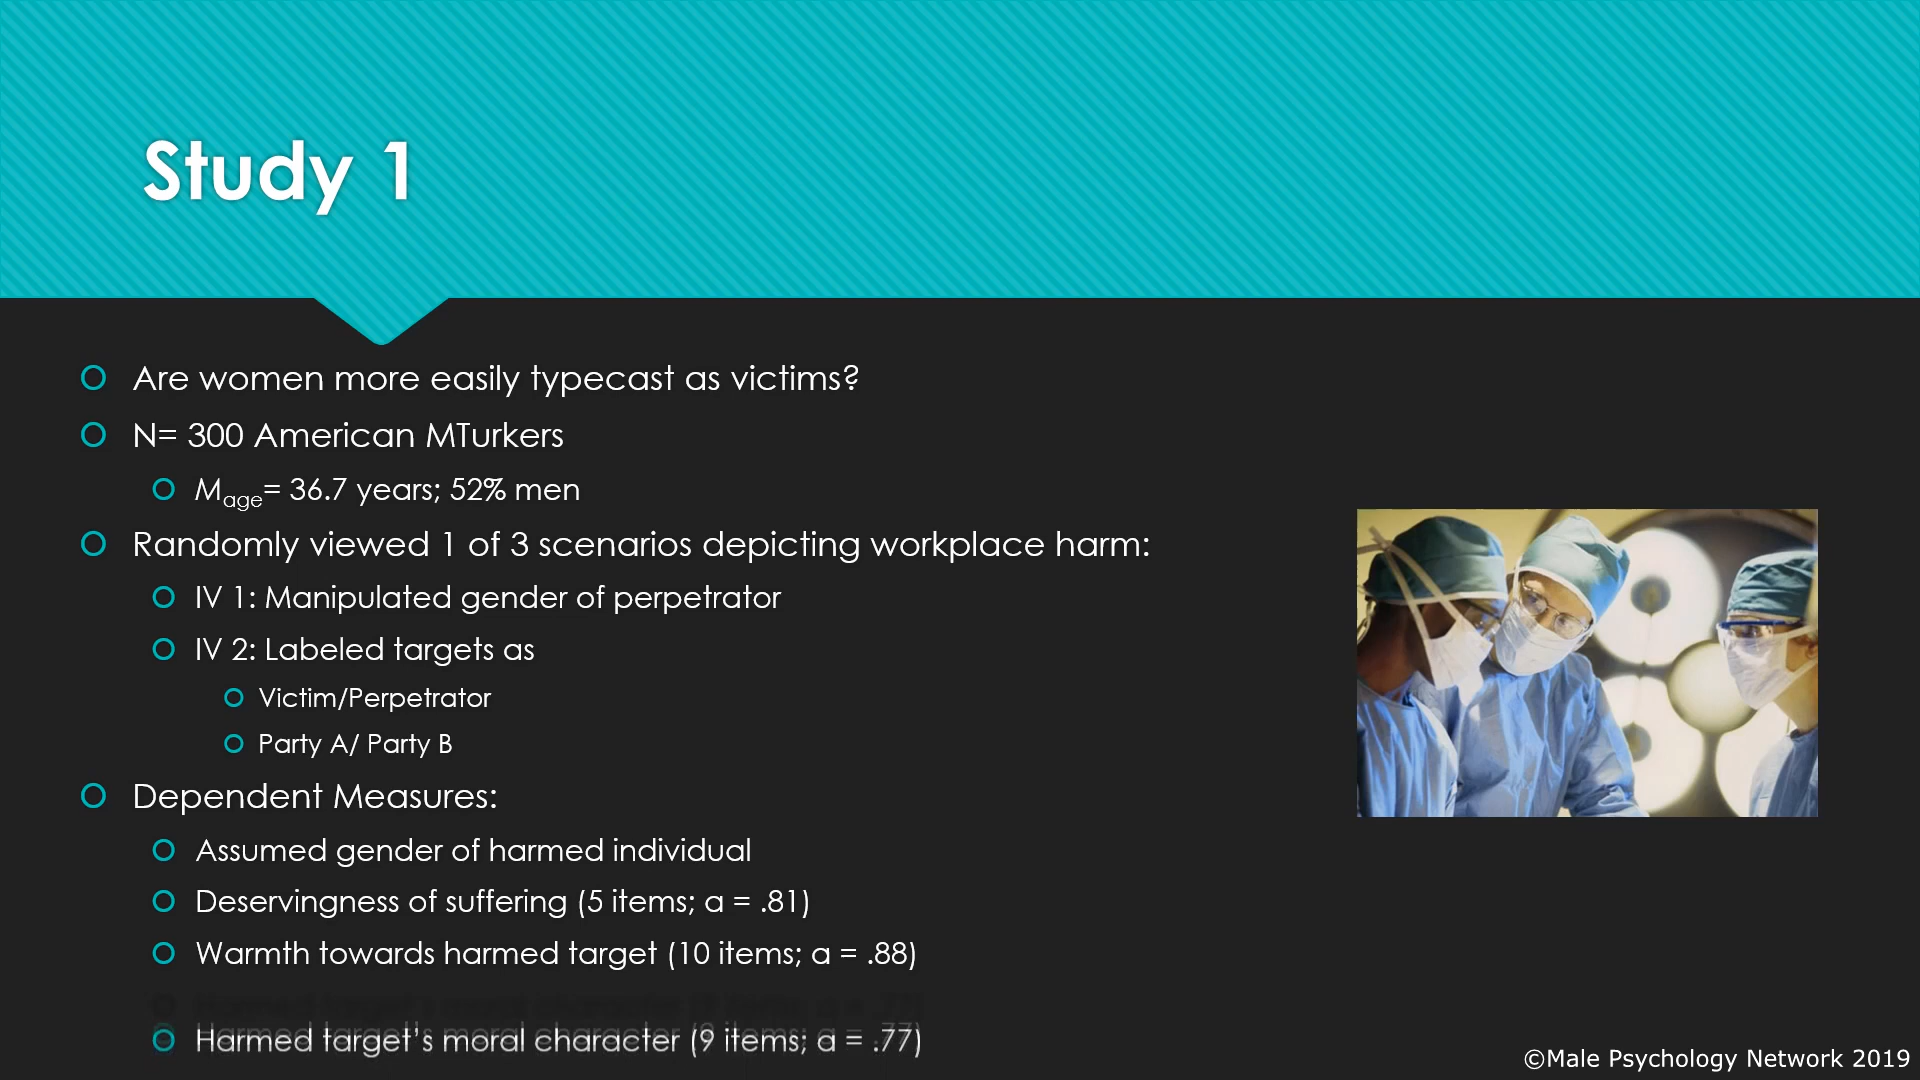 Study 1
Are women more easily typecast as victims?
N= 300 American MTurkers
Mage= 36.7 years; 52% men
Randomly viewed 1 of 3 scenarios depicting workplace harm:
IV 1: Manipulated gender of perpetrator
IV 2: Labeled targets as
Victim/Perpetrator
Party A/ Party B
Dependent Measures:
Assumed gender of harmed individual
Deservingness of suffering (5 items; a = .81)
Warmth towards harmed target (10 items; a = .88)
Harmed target’s moral character (9 items; a = .77)
©Male Psychology Network 2019